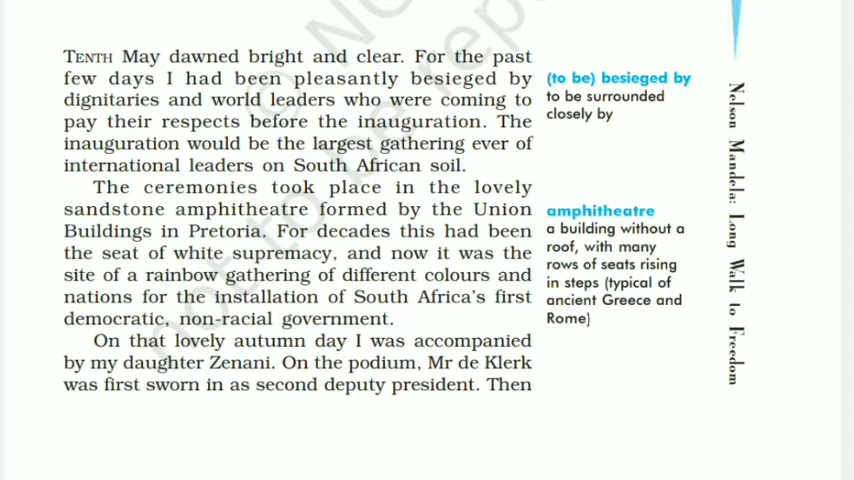 TENTH May dawned bright and clear. For the past
few days I had been pleasantly besieged by
dignitaries and world leaders who were coming to
pay their respects before the inauguration. The
inauguration would be the largest gathering ever of
international leaders on South African soil.
The ceremonies took place in the lovely
sandstone amphitheatre formed by the Union
Buildings in Pretoria. For decades this had been
the seat of white supremacy, and now it was the
site of a rainbow gathering of different colours and
nations for the installation of South Africa's first
democratic, non-racial government.
On that lovely autumn day I was accompanied
by my daughter Zenani. On the podium, Mr de Klerk
was first sworn in as second deputy president. Then
(to be) besieged by
to be surrounded
closely by
amphitheatre
a building without a
roof, with many
rows of seats rising
in steps (typical of
ancient Greece and
Rome)
Nelson Mandela: Long Walk to Freedom
not to be rep